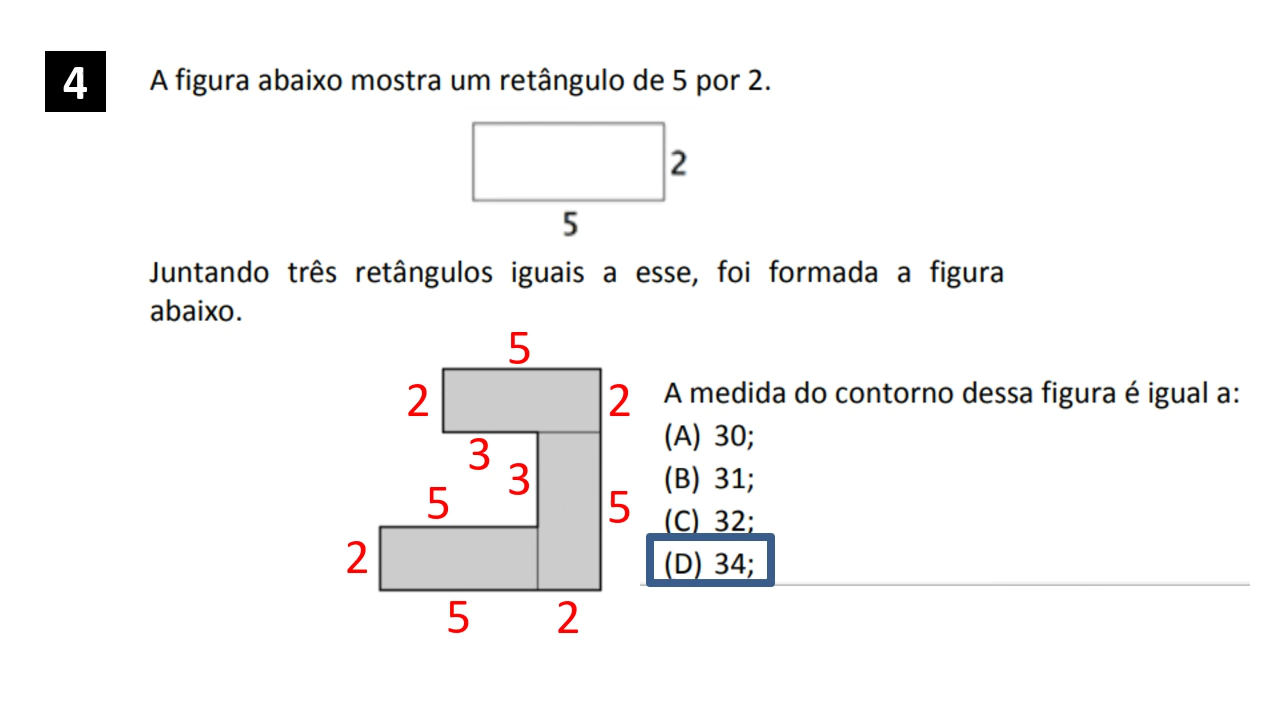 4
A figura abaixo mostra um retângulo de 5 por 2.
2
5
Juntando três retângulos iguais a esse, foi formada a figura
abaixo.
5
2
2
3
3
5
5
2
5
2
A medida do contorno dessa figura é igual a:
(A) 30;
(B) 31;
(C) 32;
(D) 34;